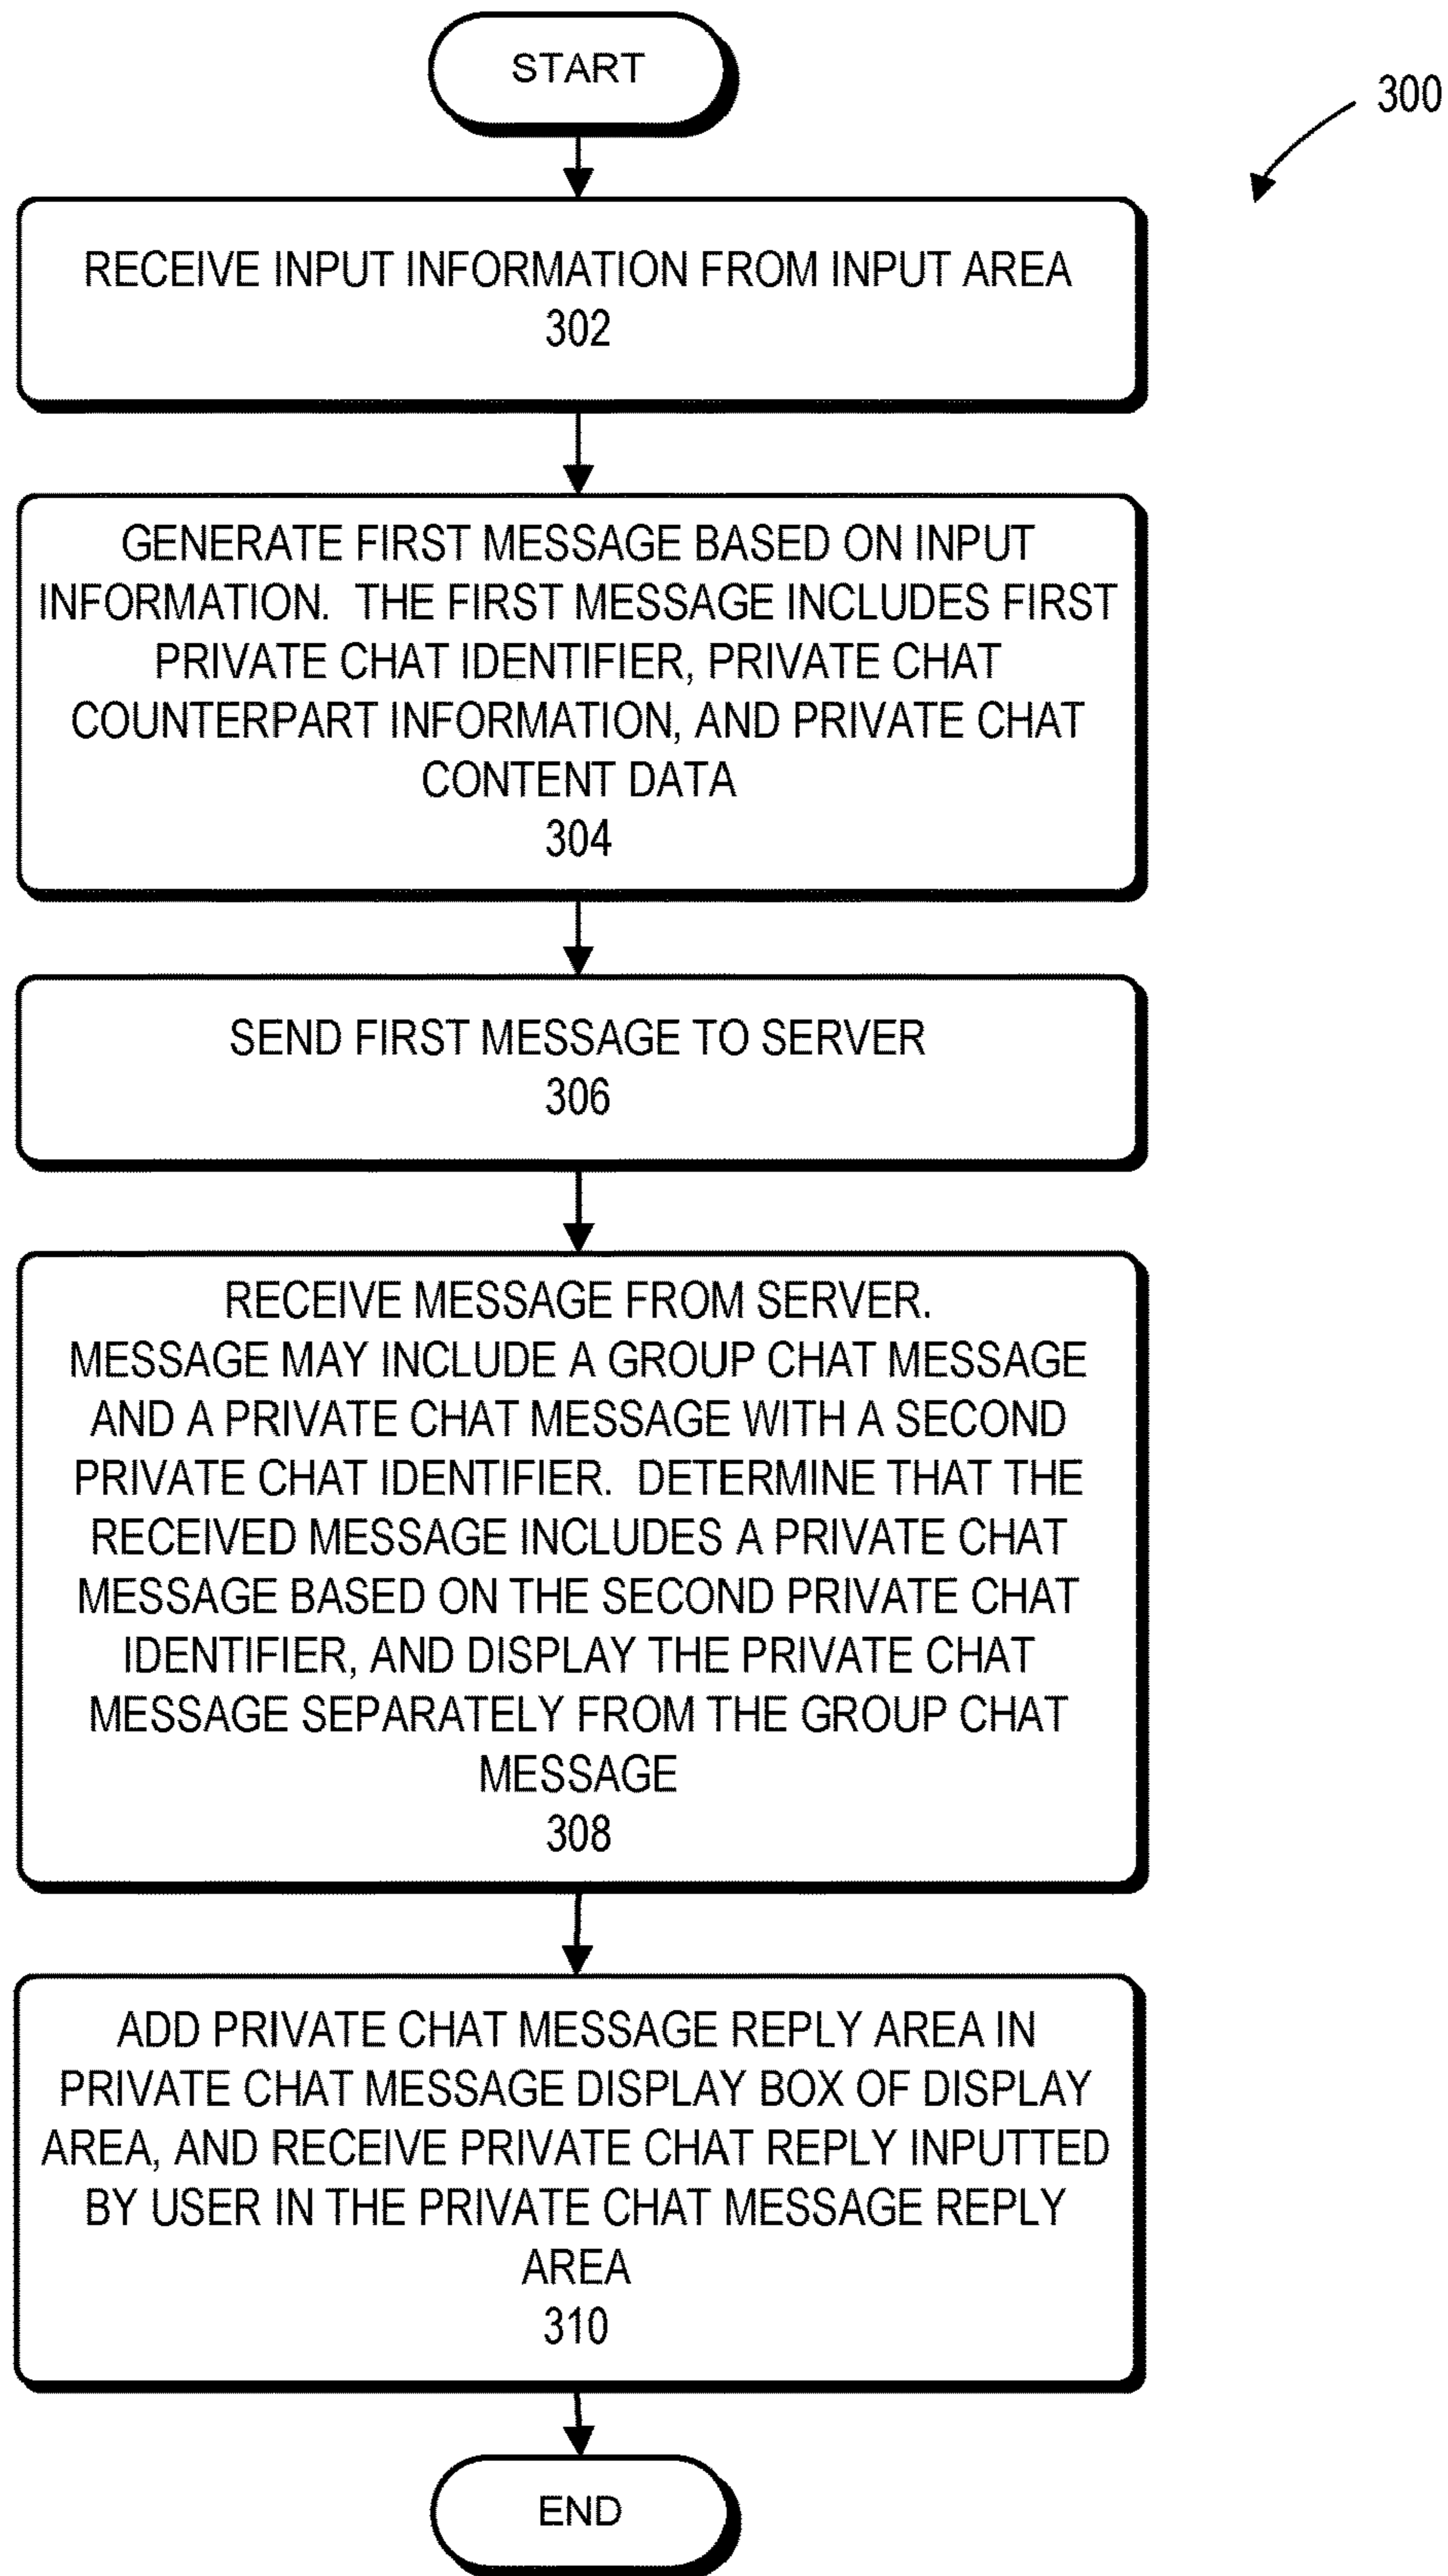 START
300
RECEIVE INPUT INFORMATION FROM INPUT AREA
302
GENERATE FIRST MESSAGE BASED ON INPUT
INFORMATION. THE FIRST MESSAGE INCLUDES FIRST
PRIVATE CHAT IDENTIFIER, PRIVATE CHAT
COUNTERPART INFORMATION, AND PRIVATE CHAT
CONTENT DATA
304
SEND FIRST MESSAGE TO SERVER
306
RECEIVE MESSAGE FROM SERVER.
MESSAGE MAY INCLUDE A GROUP CHAT MESSAGE
AND A PRIVATE CHAT MESSAGE WITH A SECOND
PRIVATE CHAT IDENTIFIER. DETERMINE THAT THE
RECEIVED MESSAGE INCLUDES A PRIVATE CHAT
MESSAGE BASED ON THE SECOND PRIVATE CHAT
IDENTIFIER, AND DISPLAY THE PRIVATE CHAT
MESSAGE SEPARATELY FROM THE GROUP CHAT
MESSAGE
308
ADD PRIVATE CHAT MESSAGE REPLY AREA IN
PRIVATE CHAT MESSAGE DISPLAY BOX OF DISPLAY
AREA, AND RECEIVE PRIVATE CHAT REPLY INPUTTED
BY USER IN THE PRIVATE CHAT MESSAGE REPLY
AREA
310
END